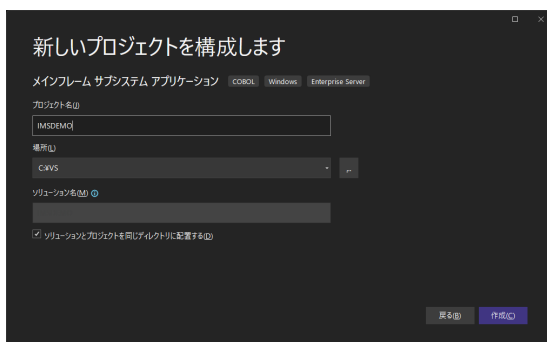 新しいプロジェクトを構成します
メインフレーム サブシステム アプリケーション COBOL Windows Enterprise Server
プロジェクト名(J)
IMSDEMO
場所(L)
C:¥VS
...
ソリューション名(M)
ソリューションとプロジェクトを同じディレクトリに配置する(D)
戻る(B) 作成(C)